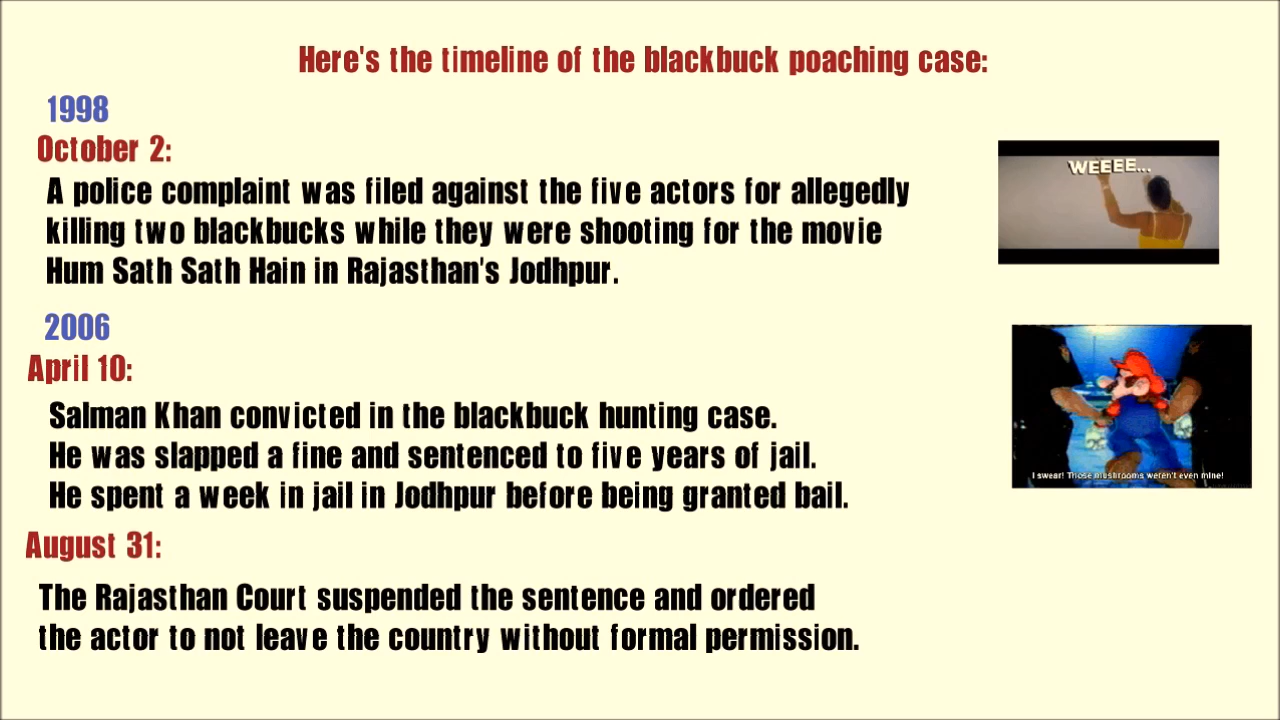 Here's the timeline of the blackbuck poaching case:
1998
October 2:
A police complaint was filed against the five actors for allegedly
killing two blackbucks while they were shooting for the movie
Hum Sath Sath Hain in Rajasthan's Jodhpur.
WEEEE...
2006
April 10:
Salman Khan convicted in the blackbuck hunting case.
He was slapped a fine and sentenced to five years of jail.
He spent a week in jail in Jodhpur before being granted bail.
I swear! Those mushrooms weren't even mine!
August 31:
The Rajasthan Court suspended the sentence and ordered
the actor to not leave the country without formal permission.